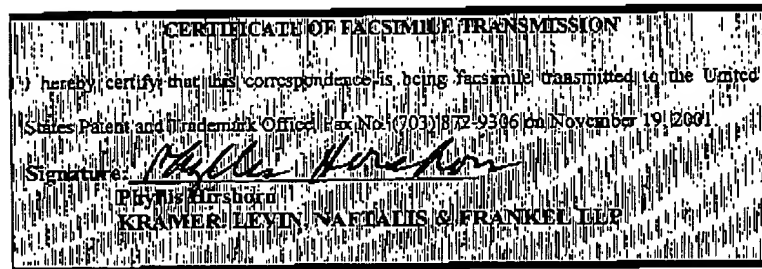 CERTIFICATE OF FACSIMILE TRANSMISSION
I hereby certify that this correspondence is being facsimile transmitted to the United
States Patent and Trademark Office, Fax No. (703) 872-9306 on November 19, 2001
Signature: Phyllis Hirshorn
Phyllis Hirshorn
KRAMER LEVIN NAFTALIS & FRANKEL LLP